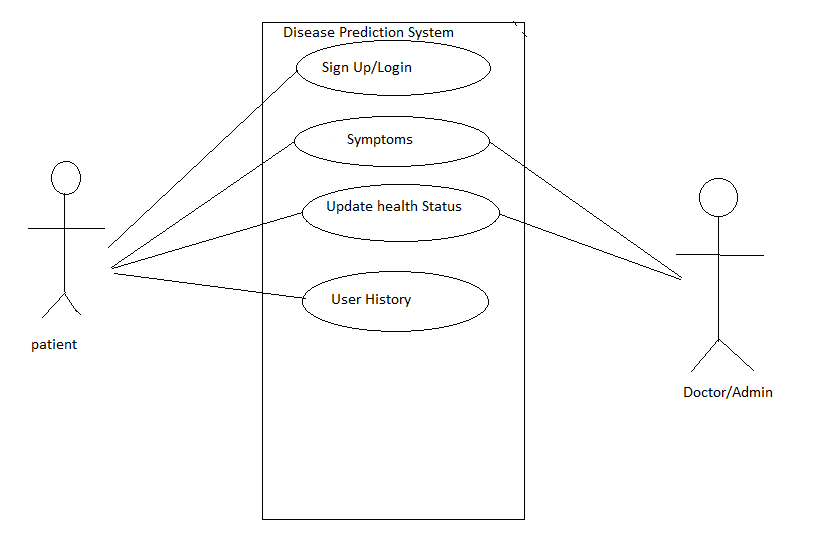 Disease Prediction System
Sign Up/Login
Symptoms
Update health Status
User History
patient
Doctor/Admin